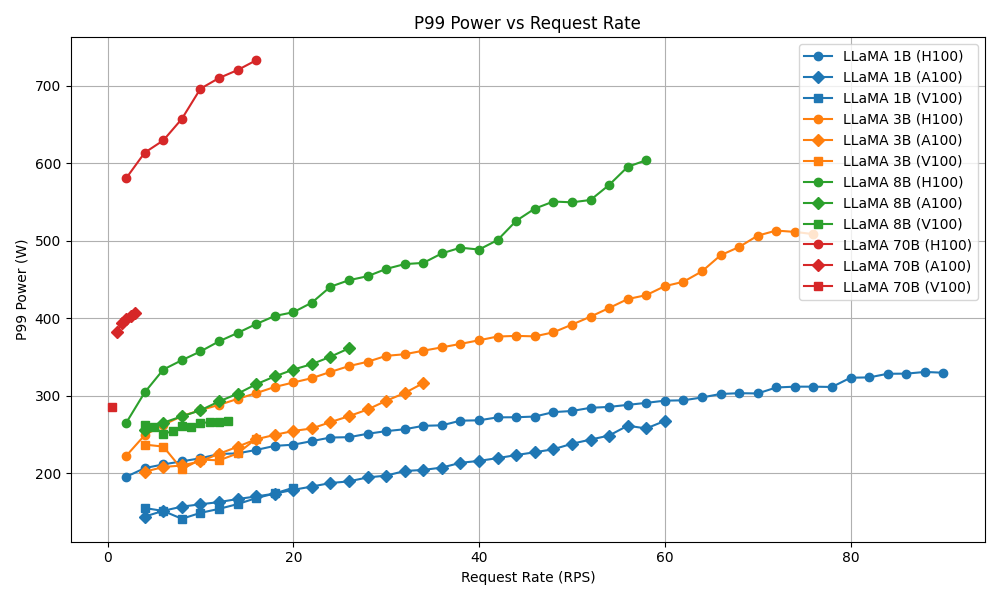 P99 Power vs Request Rate
P99 Power (W)
700
600
500
400
300
200
0
20
40
60
80
Request Rate (RPS)
LLaMA 1B (H100)
LLaMA 1B (A100)
LLaMA 1B (V100)
LLaMA 3B (H100)
LLaMA 3B (A100)
LLaMA 3B (V100)
LLaMA 8B (H100)
LLaMA 8B (A100)
LLaMA 8B (V100)
LLaMA 70B (H100)
LLaMA 70B (A100)
LLaMA 70B (V100)